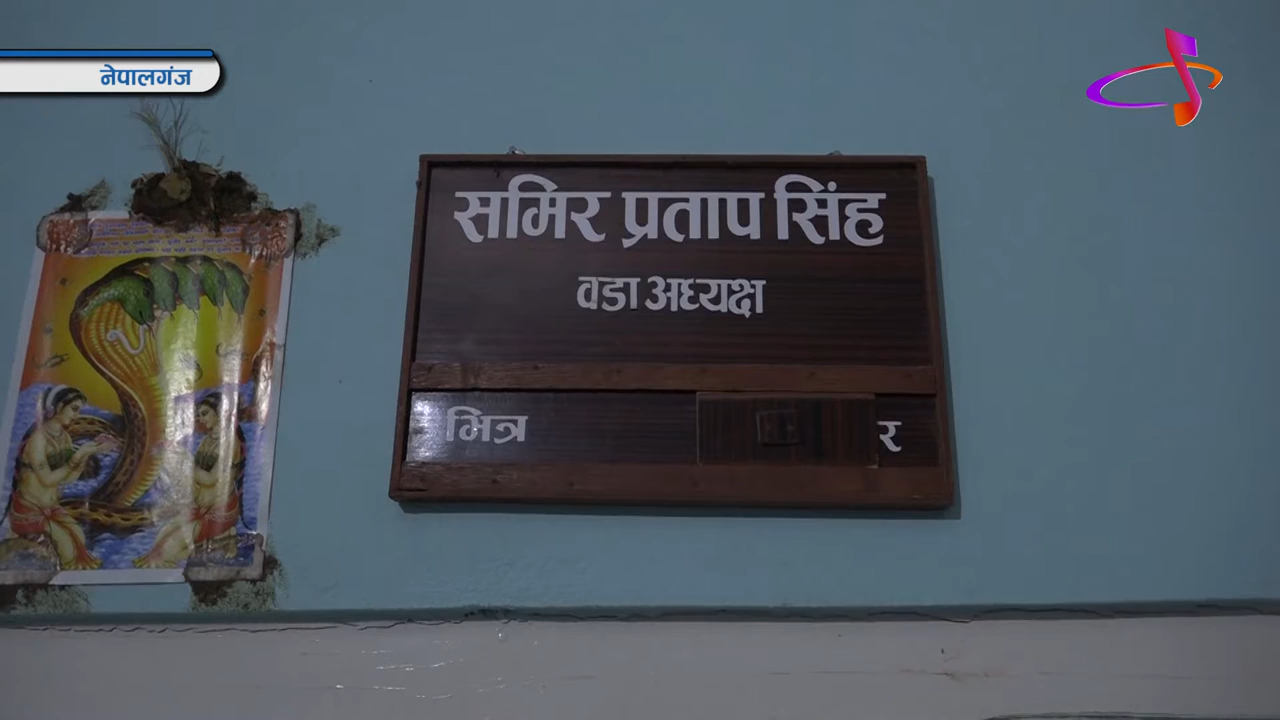 नेपालगंज
समिर प्रताप सिंह
वडा अध्यक्ष
भित्र र